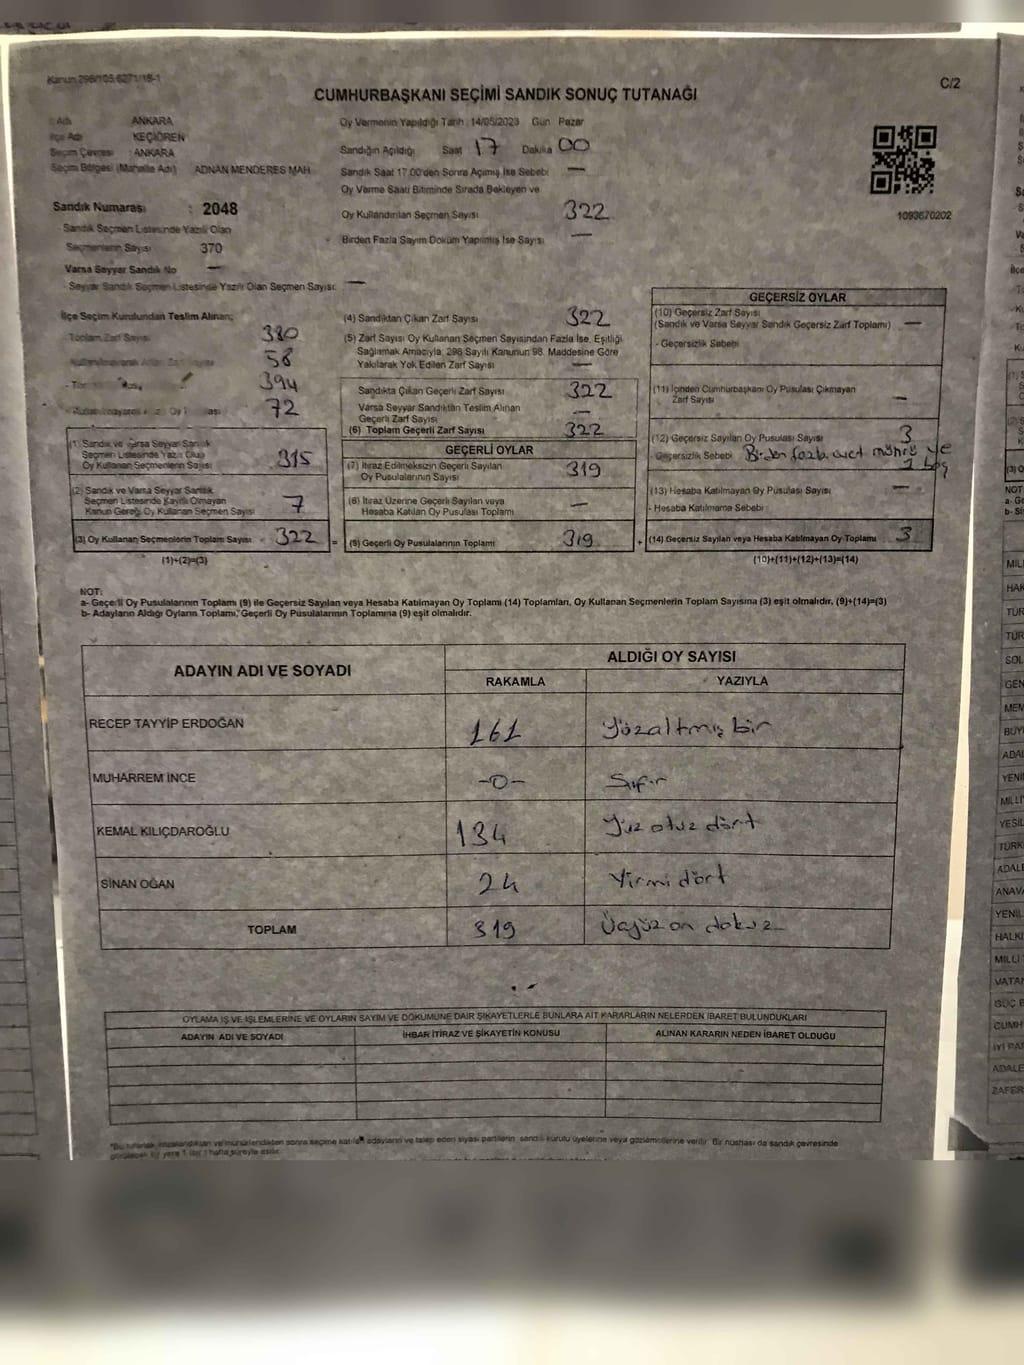 Kanun 298/105 6271/18-1
C/2
CUMHURBAŞKANI SEÇİMİ SANDIK SONUÇ TUTANAĞI
Adı ANKARA
İlçe Adı KEÇİÖREN
Seçim Çevresi : ANKARA
Seçim Bölgesi (Mahalle Adı) ADNAN MENDERES MAH
Sandık Numarası : 2048
Sandık Seçmen Listesinde Yazılı Olan
Seçmenlerin Sayısı 370
Varsa Seyyar Sandık No —
- Seyyar Sandık Seçmen Listesinde Yazılı Olan Seçmen Sayısı: —
Oy Vermenin Yapıldığı Tarih : 14/05/2023 Gün Pazar
Sandığın Açıldığı Saat 17 Dakika 00
Sandık Saat 17.00'den Sonra Açımış İse Sebebi —
Oy Verme Saati Bitiminde Sırada Bekleyen ve
Oy Kullandırılan Seçmen Sayısı 322
Birden Fazla Sayım Döküm Yapılmış İse Sayısı —
1093670202
İlçe Seçim Kurulundan Teslim Alınan;
Toplam Zarf Sayısı 380
58
394
72
(1) Sandık ve Varsa Seyyar Sandık
Seçmen Listesinde Yazılı Olup
Oy Kullanan Seçmenlerin Sayısı 315
(2) Sandık ve Varsa Seyyar Sandık
Seçmen Listesinde Kayıtlı Olmayan
Kanun Gereği Oy Kullanan Seçmen Sayısı 7
(3) Oy Kullanan Seçmenlerin Toplam Sayısı 322
(1)+(2)=(3)
(4) Sandıktan Çıkan Zarf Sayısı 322
(5) Zarf Sayısı Oy Kullanan Seçmen Sayısından Fazla İse, Eşitliği
Sağlamak Amacıyla, 298 Sayılı Kanunun 98. Maddesine Göre
Yakılarak Yok Edilen Zarf Sayısı —
Sandıkta Çıkan Geçerli Zarf Sayısı 322
Varsa Seyyar Sandıktan Teslim Alınan
Geçerli Zarf Sayısı —
(6) Toplam Geçerli Zarf Sayısı 322
GEÇERLİ OYLAR
(7) İtiraz Edilmeksizin Geçerli Sayılan
Oy Pusulasının Sayısı 319
(8) İtiraz Üzerine Geçerli Sayılan veya
Hesaba Katılan Oy Pusulası Toplamı —
= (9) Geçerli Oy Pusulalarının Toplamı 319 +
GEÇERSİZ OYLAR
(10) Geçersiz Zarf Sayısı
(Sandık ve Varsa Seyyar Sandık Geçersiz Zarf Toplamı) —
- Geçersizlik Sebebi
(11) İçinden Cumhurbaşkanı Oy Pusulası Çıkmayan
Zarf Sayısı —
(12) Geçersiz Sayılan Oy Pusulası Sayısı 3
- Geçersizlik Sebebi Birden fazla evet mührü ve
1 boş
(13) Hesaba Katılmayan Oy Pusulası Sayısı —
- Hesaba Katılmama Sebebi
(14) Geçersiz Sayılan veya Hesaba Katılmayan Oy Toplamı 3
(10)+(11)+(12)+(13)=(14)
NOT:
a- Geçerli Oy Pusulalarının Toplamı (9) ile Geçersiz Sayılan veya Hesaba Katılmayan Oy Toplamı (14) Toplamları, Oy Kullanan Seçmenlerin Toplam Sayısına (3) eşit olmalıdır. (9)+(14)=(3)
b- Adayların Aldığı Oyların Toplamı, Geçerli Oy Pusulalarının Toplamına (9) eşit olmalıdır.
ADAYIN ADI VE SOYADI ALDIĞI OY SAYISI
RAKAMLA YAZIYLA
RECEP TAYYİP ERDOĞAN 161 Yüzaltmış bir
MUHARREM İNCE -0- Sıfır
KEMAL KILIÇDAROĞLU 134 Yüz otuz dört
SİNAN OĞAN 24 Yirmi dört
TOPLAM 319 Üçyüz on dokuz
OYLAMA İŞ VE İŞLEMLERİNE VE OYLARIN SAYIM VE DÖKÜMÜNE DAİR ŞİKAYETLERLE BUNLARA AİT KARARLARIN NELERDEN İBARET BULUNDUKLARI
ADAYIN ADI VE SOYADI İHBAR İTİRAZ VE ŞİKAYETİN KONUSU ALINAN KARARIN NEDEN İBARET OLDUĞU
*Bu tutanak imzalandıktan ve mühürlendikten sonra seçime katılan adayların ve talep eden siyasi partilerin sandık kurulu üyelerine veya gözlemcilerine verilir. Bir nüshası da sandık çevresinde